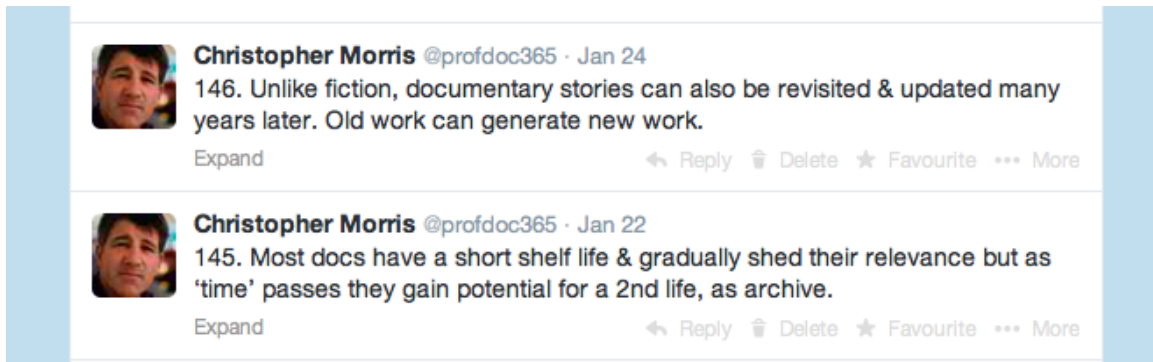 Christopher Morris @profdoc365 · Jan 24
146. Unlike fiction, documentary stories can also be revisited & updated many
years later. Old work can generate new work.
Expand Reply Delete Favourite More
Christopher Morris @profdoc365 · Jan 22
145. Most docs have a short shelf life & gradually shed their relevance but as
‘time’ passes they gain potential for a 2nd life, as archive.
Expand Reply Delete Favourite More